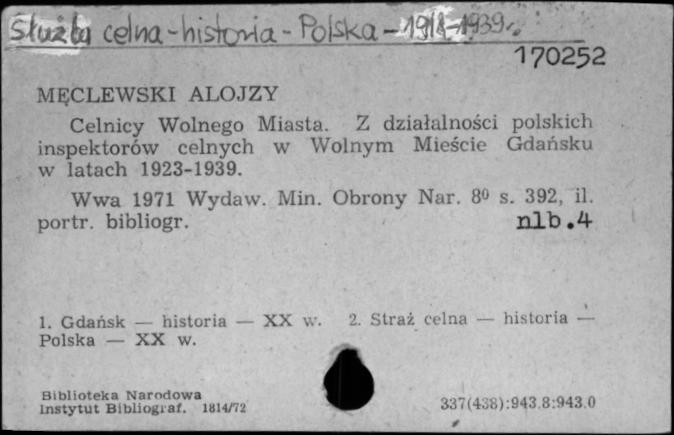 Służba celna - historia - Polska - 1918-1939r.
170252
MĘCLEWSKI ALOJZY
Celnicy Wolnego Miasta. Z działalności polskich
inspektorów celnych w Wolnym Mieście Gdańsku
w latach 1923-1939.
Wwa 1971 Wydaw. Min. Obrony Nar. 8⁰ s. 392, il.
portr. bibliogr. nlb.4
1. Gdańsk — historia — XX w. 2. Straż celna — historia —
Polska — XX w.
Biblioteka Narodowa
Instytut Bibliograf. 1814/72
337(438):943.8:943.0